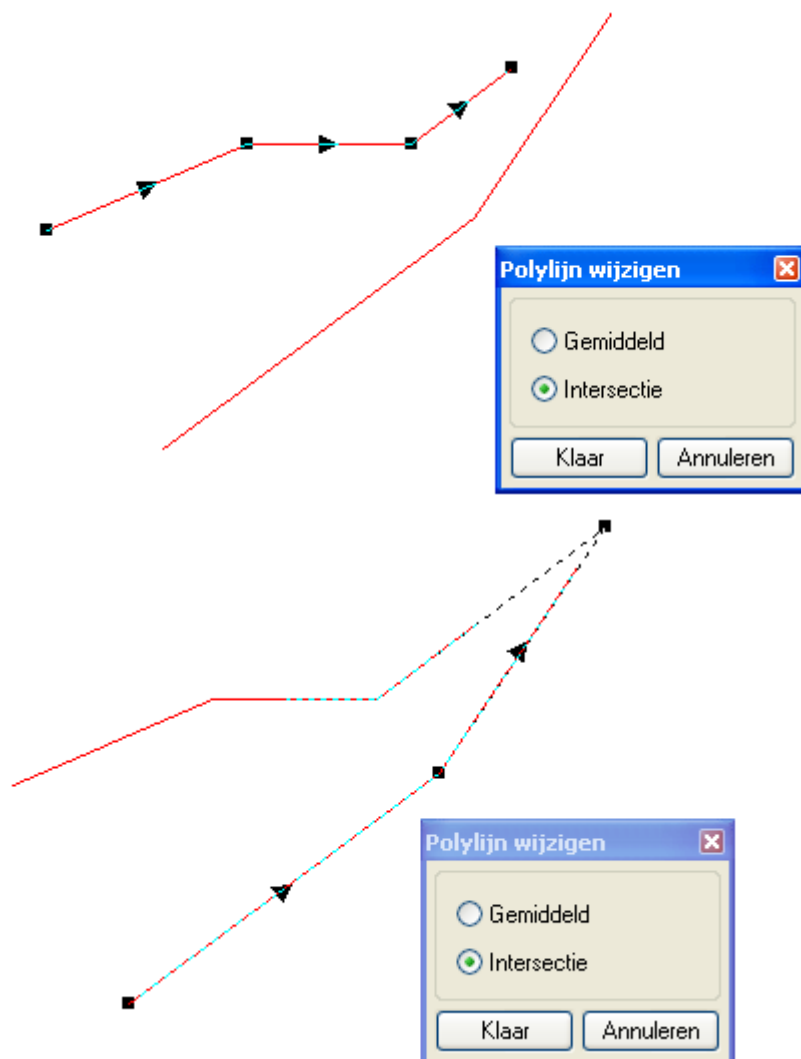 Polylijn wijzigen
Gemiddeld
Intersectie
Klaar Annuleren
Polylijn wijzigen
Gemiddeld
Intersectie
Klaar Annuleren